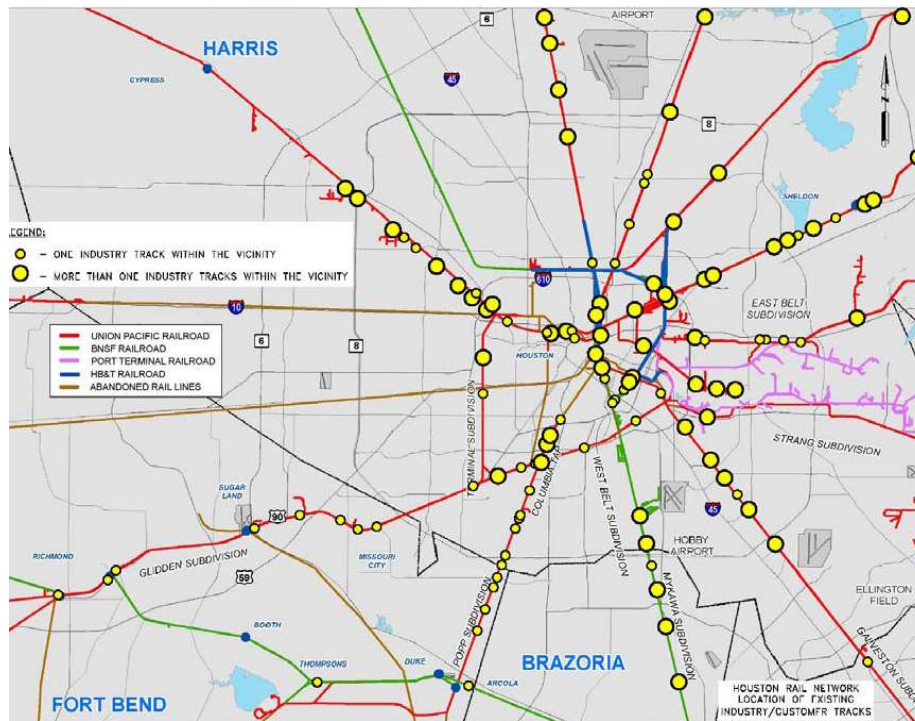 AIRPORT
6
HARRIS
45
CYPRESS
8
SHELDON
LEGEND:
- ONE INDUSTRY TRACK WITHIN THE VICINITY
- MORE THAN ONE INDUSTRY TRACKS WITHIN THE VICINITY
610
10
EAST BELT
SUBDIVISION
UNION PACIFIC RAILROAD
BNSF RAILROAD
PORT TERMINAL RAILROAD
HB&T RAILROAD
ABANDONED RAIL LINES
6
8
HOUSTON
TERMINAL SUBDIVISION
COLUMBIA TAP
WEST BELT SUBDIVISION
STRANG SUBDIVISION
SUGAR
LAND
90
45
HOBBY
AIRPORT
RICHMOND
GLIDDEN SUBDIVISION
MISSOURI
CITY
59
MYKAWA SUBDIVISION
ELLINGTON
FIELD
POPP SUBDIVISION
BOOTH
GALVESTON SUBD
THOMPSONS
DUKE
ARCOLA
BRAZORIA
FORT BEND
HOUSTON RAIL NETWORK
LOCATION OF EXISTING
INDUSTRY/CUSTOMER TRACKS